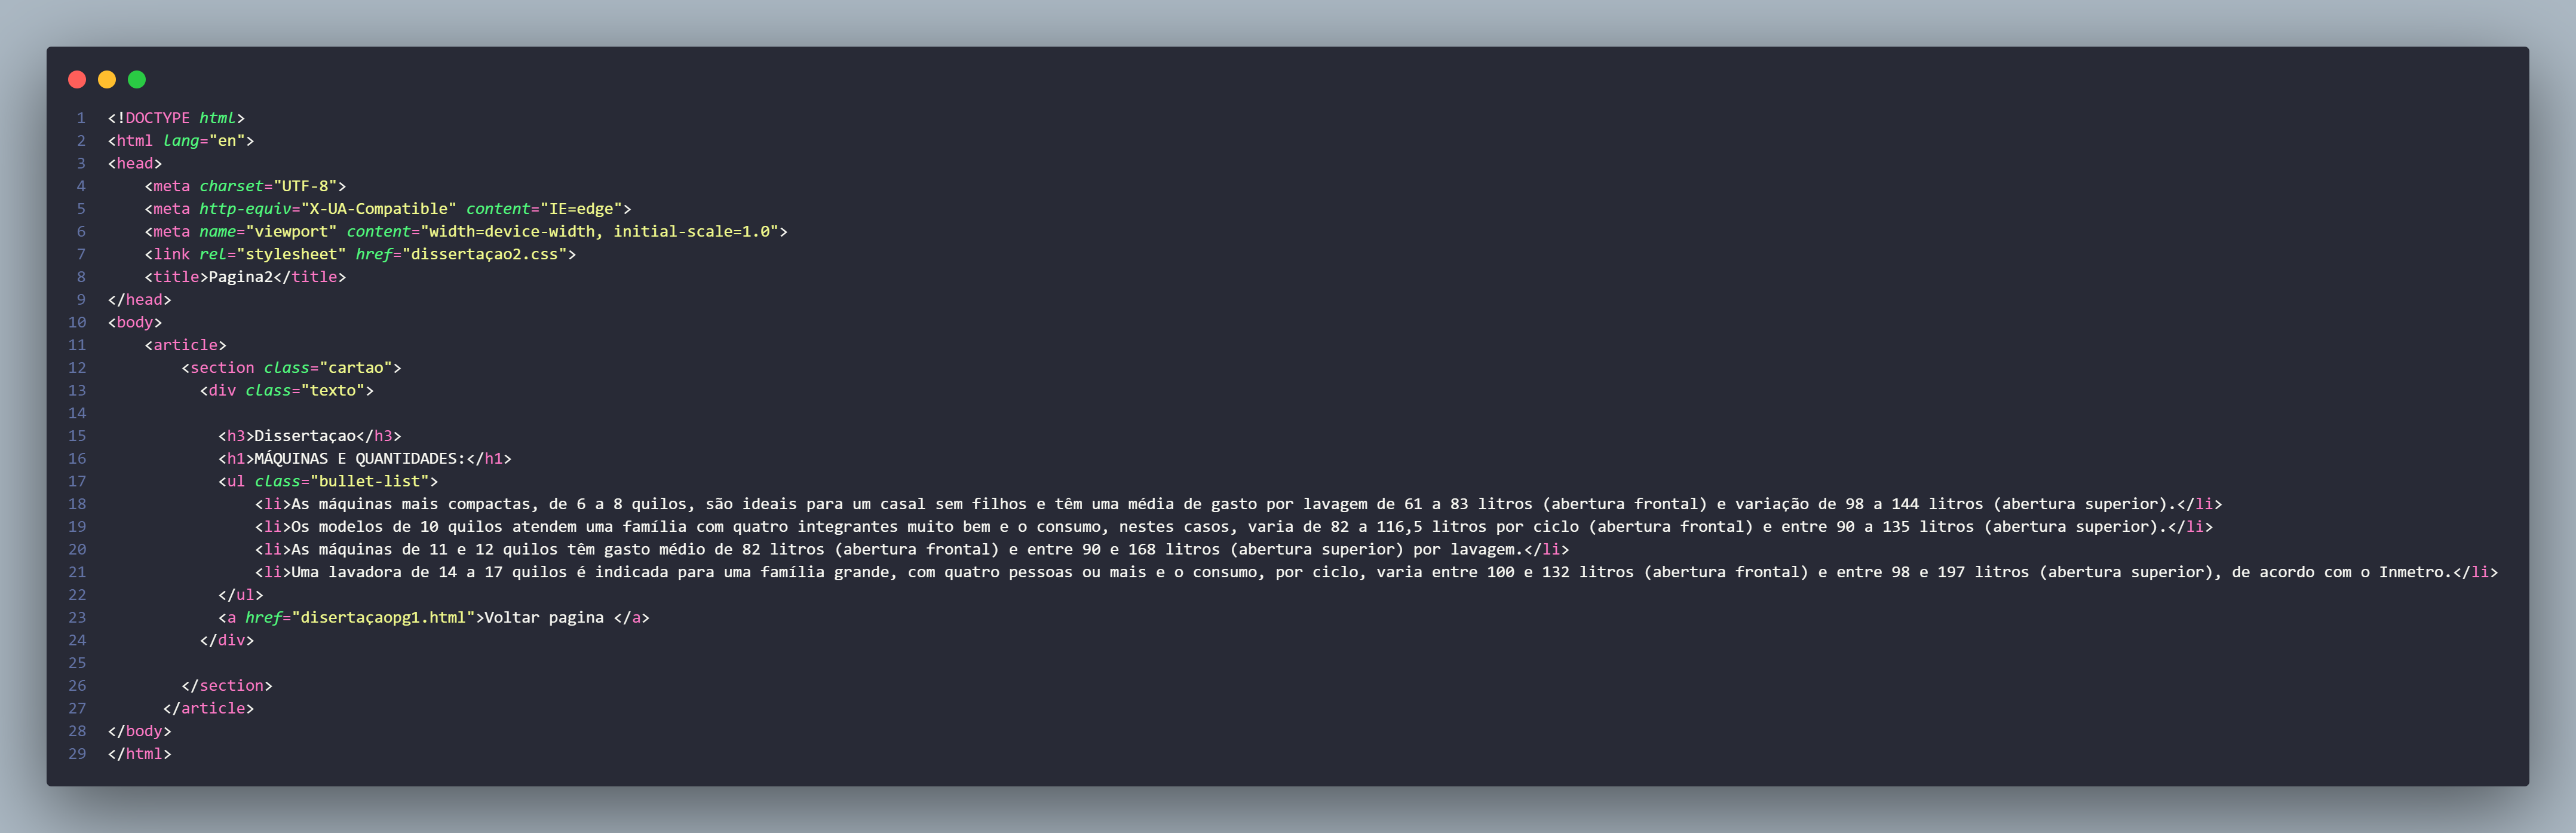 1 <!DOCTYPE html>
2 <html lang="en">
3 <head>
4     <meta charset="UTF-8">
5     <meta http-equiv="X-UA-Compatible" content="IE=edge">
6     <meta name="viewport" content="width=device-width, initial-scale=1.0">
7     <link rel="stylesheet" href="dissertaçao2.css">
8     <title>Pagina2</title>
9 </head>
10 <body>
11     <article>
12         <section class="cartao">
13           <div class="texto">
14
15             <h3>Dissertaçao</h3>
16             <h1>MÁQUINAS E QUANTIDADES:</h1>
17             <ul class="bullet-list">
18                 <li>As máquinas mais compactas, de 6 a 8 quilos, são ideais para um casal sem filhos e têm uma média de gasto por lavagem de 61 a 83 litros (abertura frontal) e variação de 98 a 144 litros (abertura superior).</li>
19                 <li>Os modelos de 10 quilos atendem uma família com quatro integrantes muito bem e o consumo, nestes casos, varia de 82 a 116,5 litros por ciclo (abertura frontal) e entre 90 a 135 litros (abertura superior).</li>
20                 <li>As máquinas de 11 e 12 quilos têm gasto médio de 82 litros (abertura frontal) e entre 90 e 168 litros (abertura superior) por lavagem.</li>
21                 <li>Uma lavadora de 14 a 17 quilos é indicada para uma família grande, com quatro pessoas ou mais e o consumo, por ciclo, varia entre 100 e 132 litros (abertura frontal) e entre 98 e 197 litros (abertura superior), de acordo com o Inmetro.</li>
22             </ul>
23             <a href="disertaçaopg1.html">Voltar pagina </a>
24           </div>
25
26         </section>
27       </article>
28 </body>
29 </html>